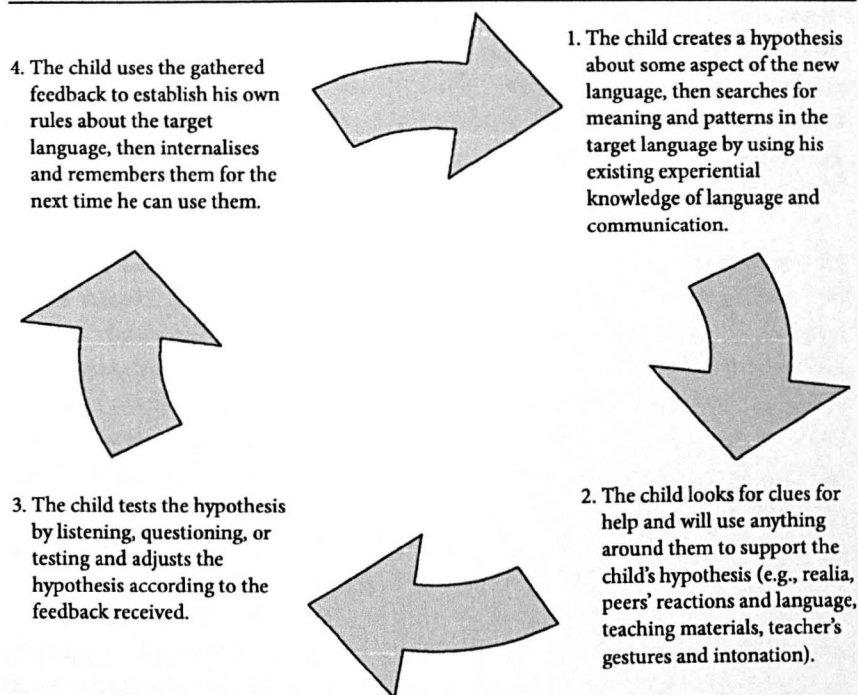 1. The child creates a hypothesis
about some aspect of the new
language, then searches for
meaning and patterns in the
target language by using his
existing experiential
knowledge of language and
communication.
2. The child looks for clues for
help and will use anything
around them to support the
child's hypothesis (e.g., realia,
peers' reactions and language,
teaching materials, teacher's
gestures and intonation).
3. The child tests the hypothesis
by listening, questioning, or
testing and adjusts the
hypothesis according to the
feedback received.
4. The child uses the gathered
feedback to establish his own
rules about the target
language, then internalises
and remembers them for the
next time he can use them.